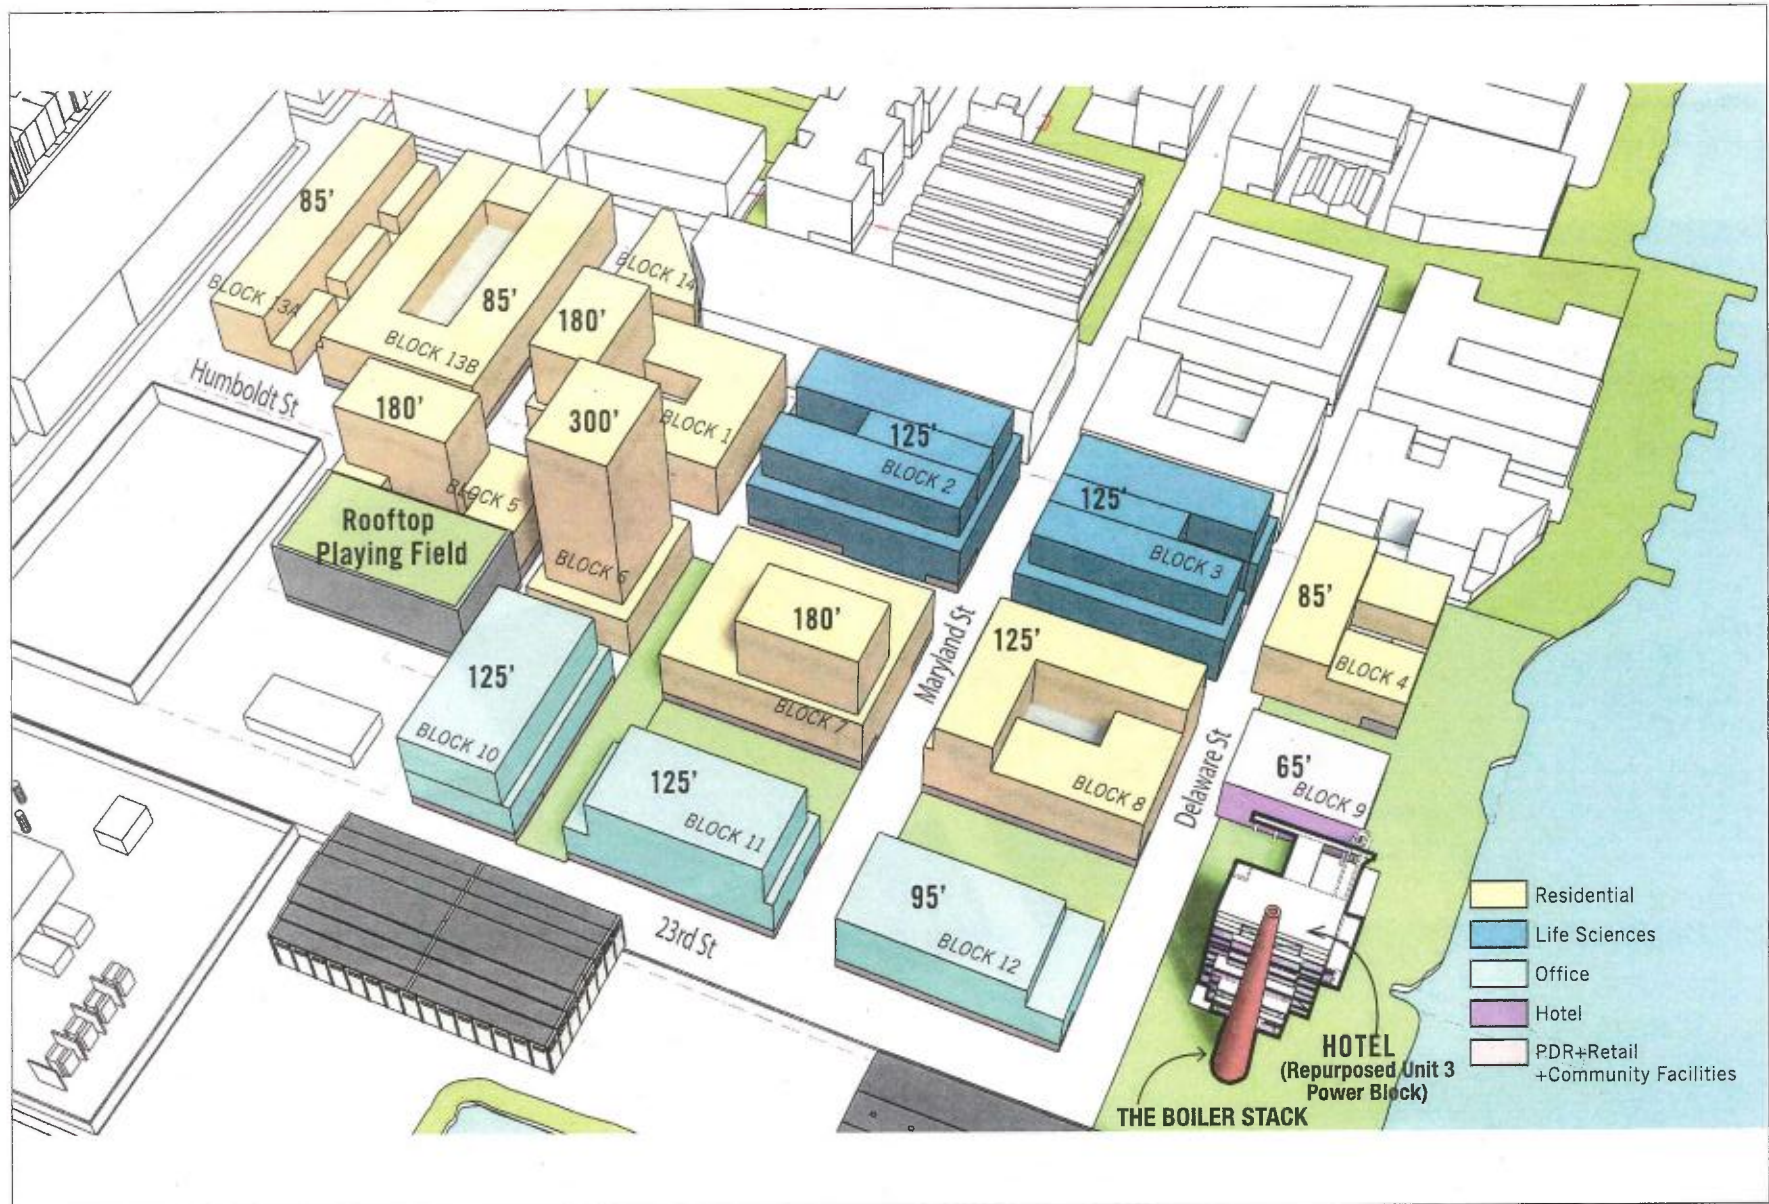 85'
BLOCK 13A
85'
BLOCK 13B
BLOCK 14
180'
BLOCK 1
Humboldt St
180'
300'
125'
BLOCK 2
125'
BLOCK 3
BLOCK 5
Rooftop
Playing Field
BLOCK 6
180'
BLOCK 7
Maryland St
125'
BLOCK 8
85'
BLOCK 4
125'
BLOCK 10
125'
BLOCK 11
Delaware St
65'
BLOCK 9
95'
BLOCK 12
23rd St
Residential
Life Sciences
Office
Hotel
PDR+Retail
+Community Facilities
HOTEL
(Repurposed Unit 3
Power Block)
THE BOILER STACK